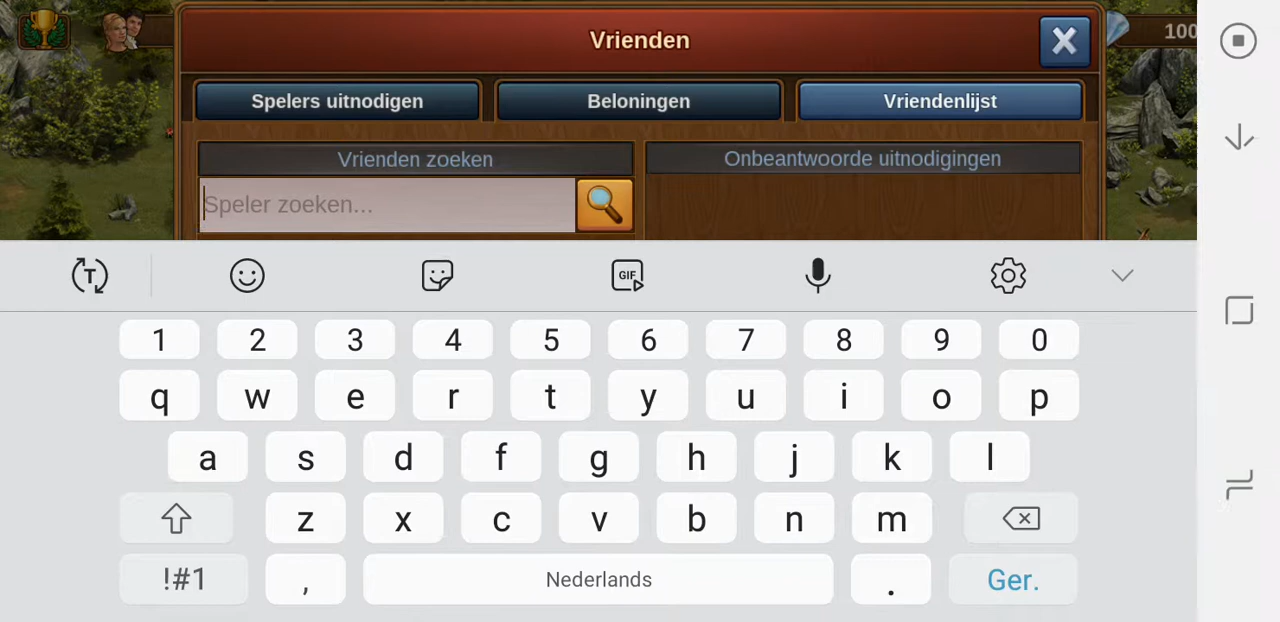 Vrienden
100
Spelers uitnodigen
Beloningen
Vriendenlijst
Vrienden zoeken
Onbeantwoorde uitnodigingen
Speler zoeken...
T
GIF
1 2 3 4 5 6 7 8 9 0
q w e r t y u i o p
a s d f g h j k l
z x c v b n m
!#1 , Nederlands . Ger.